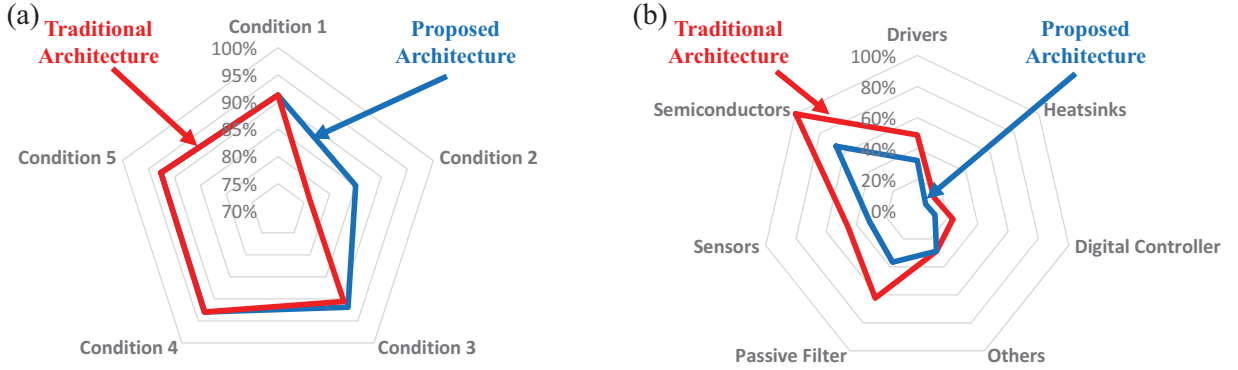 (a)
Traditional
Architecture
Condition 1
Proposed
Architecture
100%
95%
90%
85%
80%
75%
70%
Condition 5
Condition 2
Condition 4
Condition 3
(b)
Traditional
Architecture
Drivers
Proposed
Architecture
100%
80%
60%
40%
20%
0%
Semiconductors
Heatsinks
Sensors
Digital Controller
Passive Filter
Others